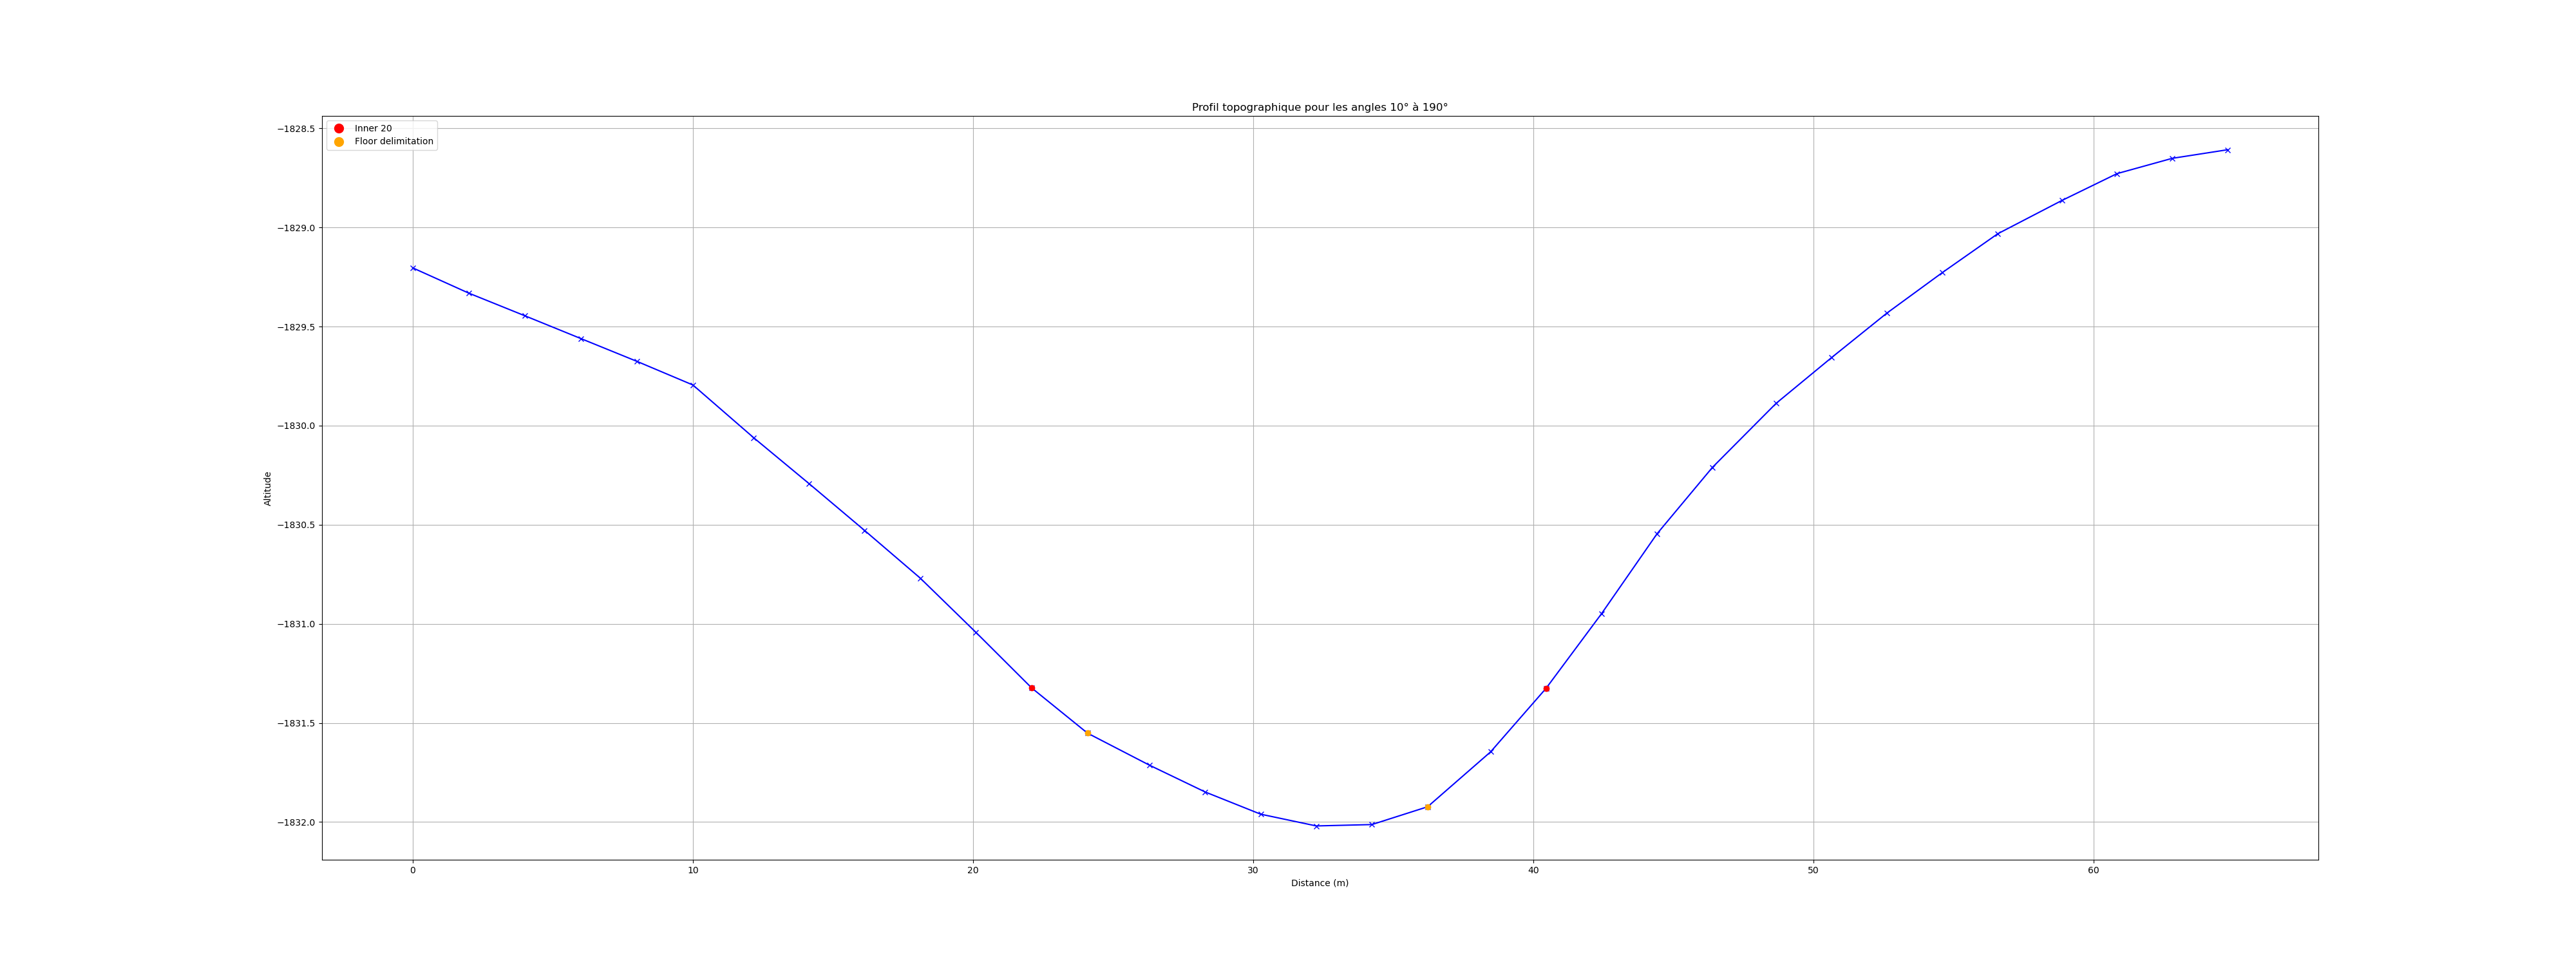 Profil topographique pour les angles 10° à 190°
Inner 20
Floor delimitation
−1828.5
−1829.0
−1829.5
−1830.0
−1830.5
−1831.0
−1831.5
−1832.0
Altitude
0 10 20 30 40 50 60
Distance (m)